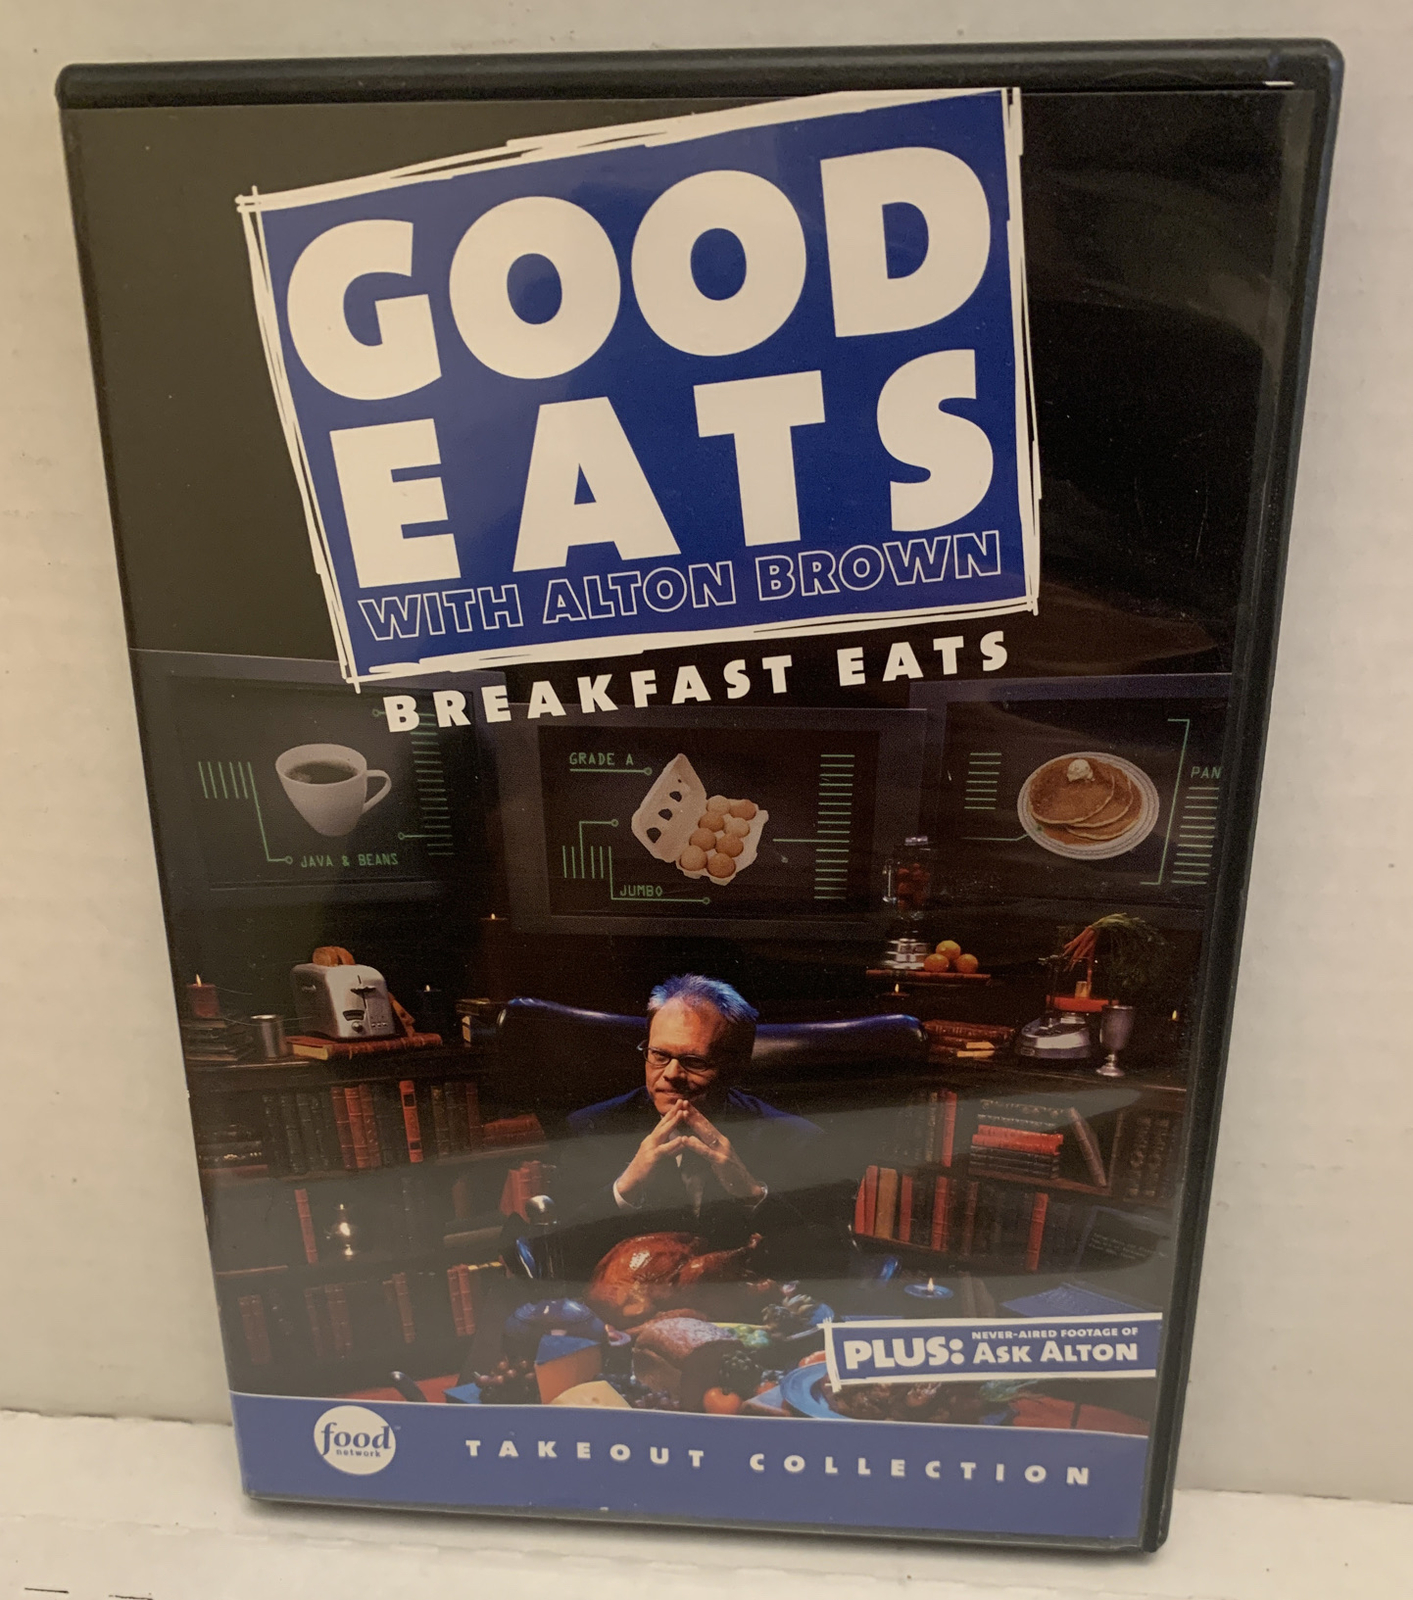 GOOD
EATS
WITH ALTON BROWN
BREAKFAST EATS
JAVA & BEANS
GRADE A
JUMBO
PAN
PLUS: NEVER-AIRED FOOTAGE OF
ASK ALTON
food
network
TAKEOUT COLLECTION